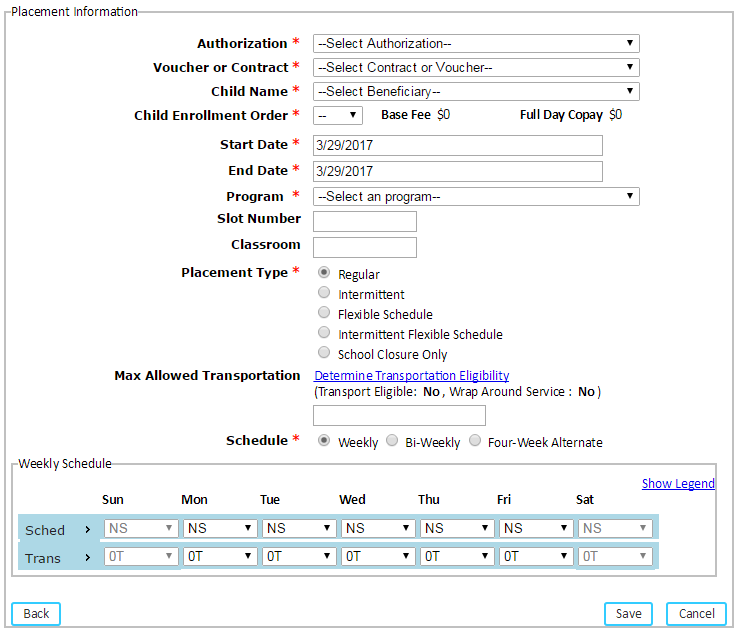 Placement Information
Authorization * --Select Authorization--
Voucher or Contract * --Select Contract or Voucher--
Child Name * --Select Beneficiary--
Child Enrollment Order * -- Base Fee $0 Full Day Copay $0
Start Date * 3/29/2017
End Date * 3/29/2017
Program * --Select an program--
Slot Number
Classroom
Placement Type * Regular
Intermittent
Flexible Schedule
Intermittent Flexible Schedule
School Closure Only
Max Allowed Transportation Determine Transportation Eligibility
(Transport Eligible: No , Wrap Around Service : No )
Schedule * Weekly Bi-Weekly Four-Week Alternate
Weekly Schedule
Show Legend
Sun Mon Tue Wed Thu Fri Sat
Sched > NS NS NS NS NS NS NS
Trans > 0T 0T 0T 0T 0T 0T 0T
Back Save Cancel